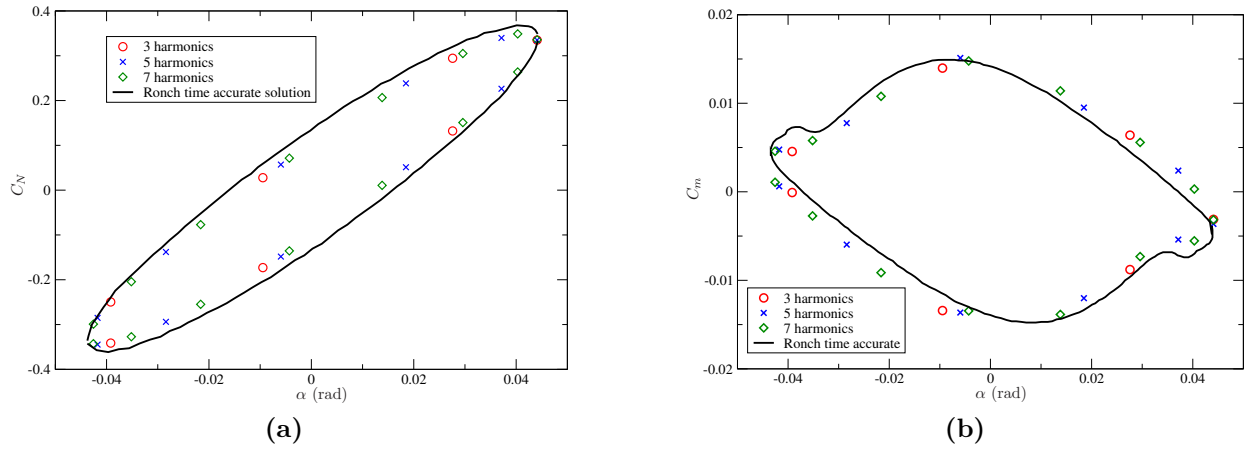 0.4
0.2
0
-0.2
-0.4
C_N
-0.04
-0.02
0
0.02
0.04
α (rad)
3 harmonics
5 harmonics
7 harmonics
Ronch time accurate solution
(a)
0.02
0.01
0
-0.01
-0.02
C_m
-0.04
-0.02
0
0.02
0.04
α (rad)
3 harmonics
5 harmonics
7 harmonics
Ronch time accurate
(b)